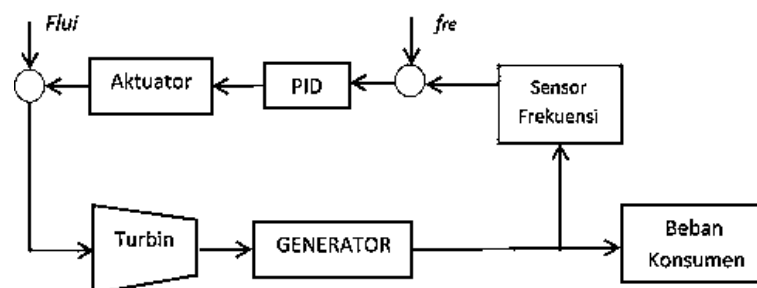 Flui
fre
Aktuator
PID
Sensor
Frekuensi
Turbin
GENERATOR
Beban
Konsumen